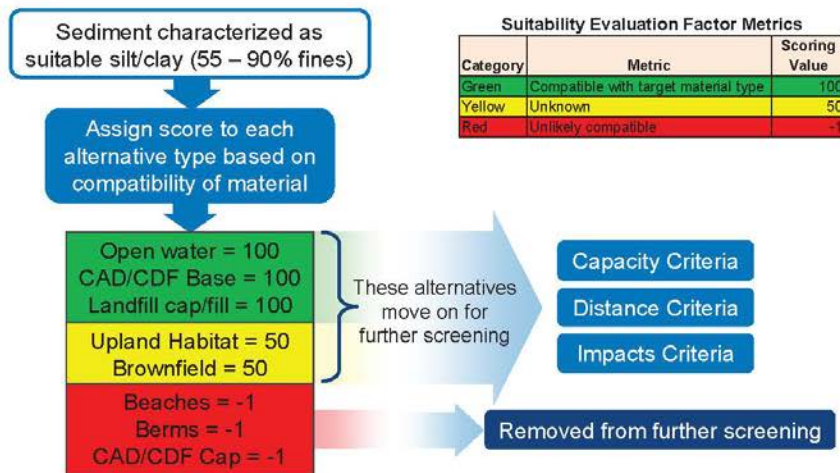 Sediment characterized as
suitable silt/clay (55 – 90% fines)
Assign score to each
alternative type based on
compatibility of material
Open water = 100
CAD/CDF Base = 100
Landfill cap/fill = 100
Upland Habitat = 50
Brownfield = 50
Beaches = -1
Berms = -1
CAD/CDF Cap = -1
These alternatives
move on for
further screening
Suitability Evaluation Factor Metrics
Category Metric Scoring Value
Green Compatible with target material type 100
Yellow Unknown 50
Red Unlikely compatible -1
Capacity Criteria
Distance Criteria
Impacts Criteria
Removed from further screening